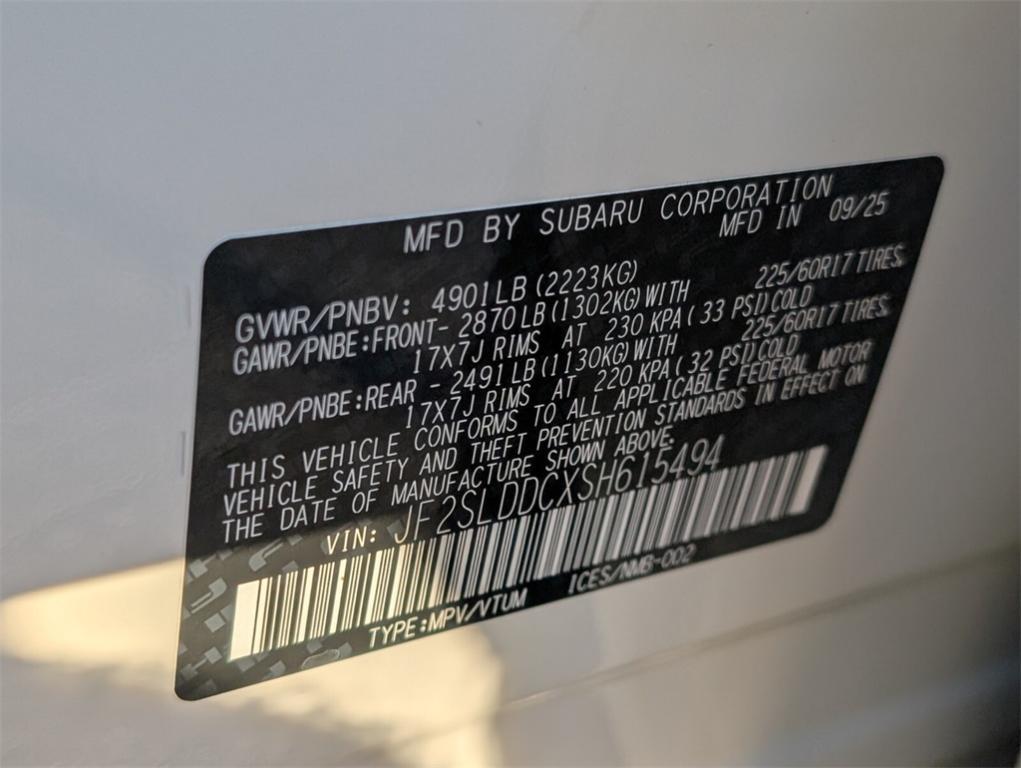 MFD BY SUBARU CORPORATION
MFD IN 09/25
GVWR/PNBV: 4901LB(2223KG)
GAWR/PNBE:FRONT- 2870LB(1302KG)WITH 225/60R17 TIRES
17X7J RIMS AT 230 KPA( 33 PSI)COLD
GAWR/PNBE:REAR - 2491LB(1130KG)WITH 225/60R17 TIRES
17X7J RIMS AT 220 KPA( 32 PSI)COLD
THIS VEHICLE CONFORMS TO ALL APPLICABLE FEDERAL MOTOR
VEHICLE SAFETY AND THEFT PREVENTION STANDARDS IN EFFECT ON
THE DATE OF MANUFACTURE SHOWN ABOVE.
VIN: JF2SLDDCXSH615494
TYPE:MPV/VTUM ICES/NMB-002